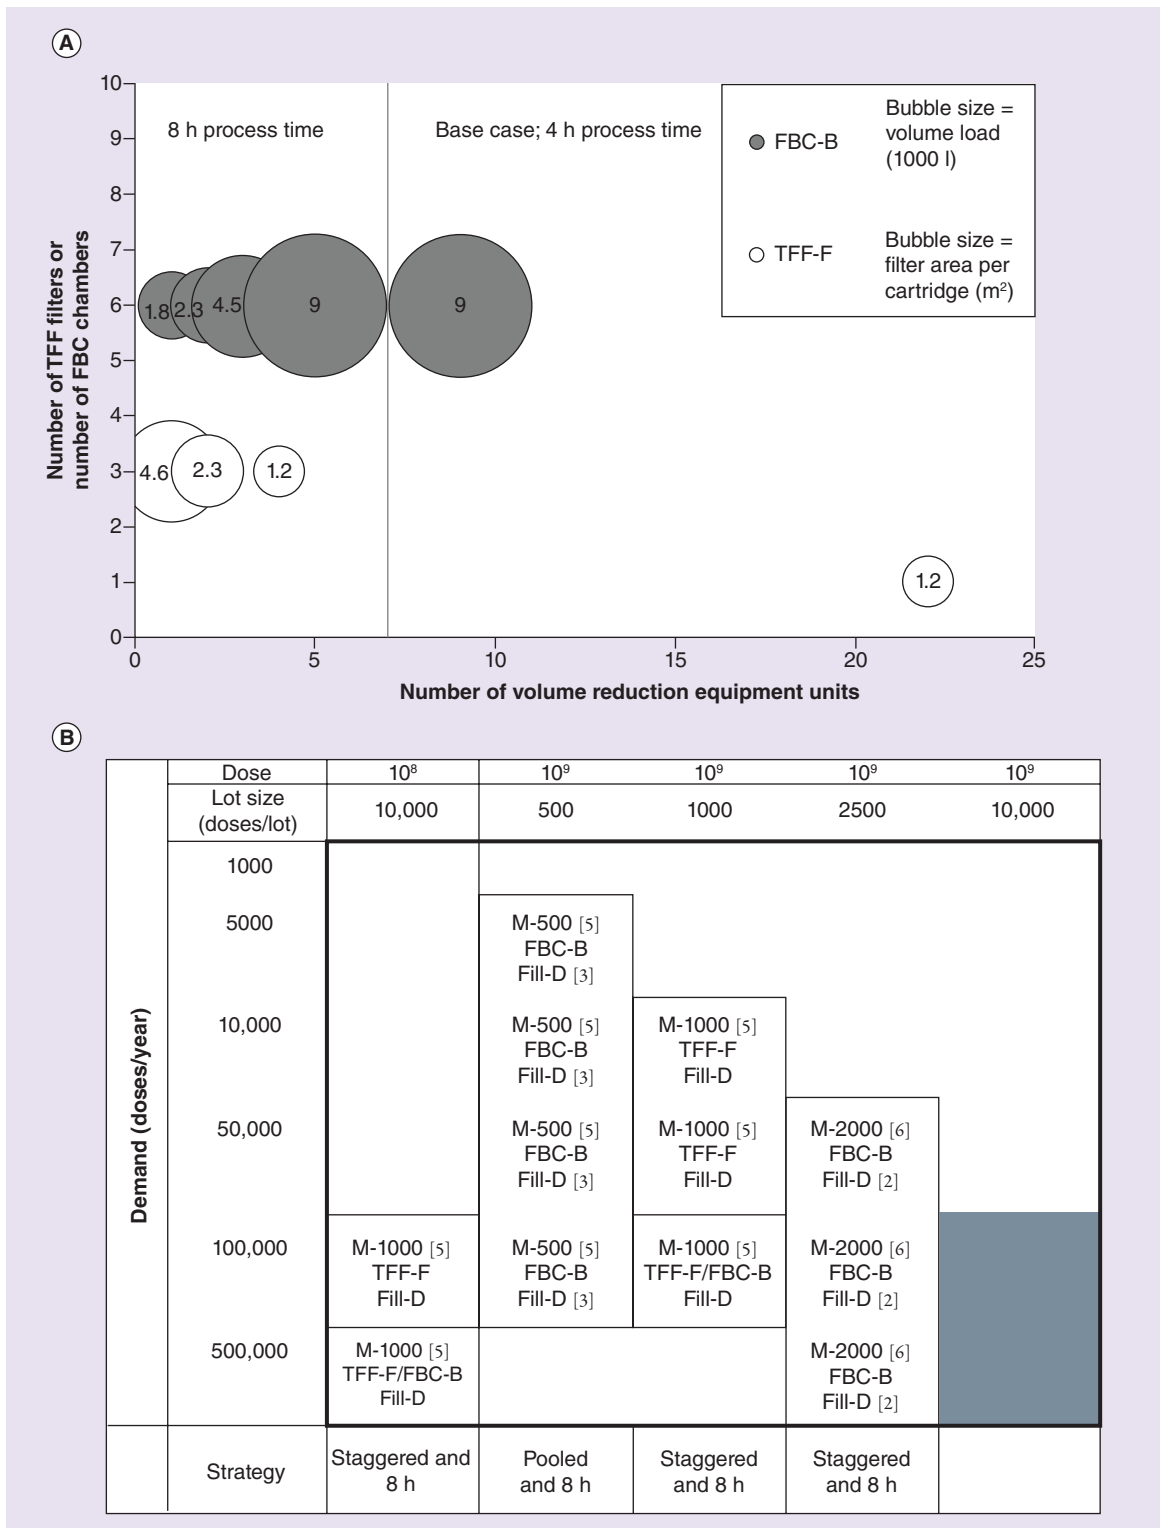 A
10
9
8
7
6
5
4
3
2
1
0
Number of TFF filters or
number of FBC chambers
8 h process time
Base case; 4 h process time
FBC-B
Bubble size =
volume load
(1000 l)
TFF-F
Bubble size =
filter area per
cartridge (m²)
1.8
2.3
4.5
9
9
4.6
2.3
1.2
1.2
0
5
10
15
20
25
Number of volume reduction equipment units
B
Demand (doses/year)
Dose 10⁸ 10⁹ 10⁹ 10⁹ 10⁹
Lot size
(doses/lot)
10,000 500 1000 2500 10,000
1000
5000
M-500 [5]
FBC-B
Fill-D [3]
10,000
M-500 [5] M-1000 [5]
FBC-B TFF-F
Fill-D [3] Fill-D
50,000
M-500 [5] M-1000 [5] M-2000 [6]
FBC-B TFF-F FBC-B
Fill-D [3] Fill-D Fill-D [2]
100,000
M-1000 [5] M-500 [5] M-1000 [5] M-2000 [6]
TFF-F FBC-B TFF-F/FBC-B FBC-B
Fill-D Fill-D [3] Fill-D Fill-D [2]
500,000
M-1000 [5] M-2000 [6]
TFF-F/FBC-B FBC-B
Fill-D Fill-D [2]
Strategy
Staggered and Pooled Staggered Staggered
8 h and 8 h and 8 h and 8 h